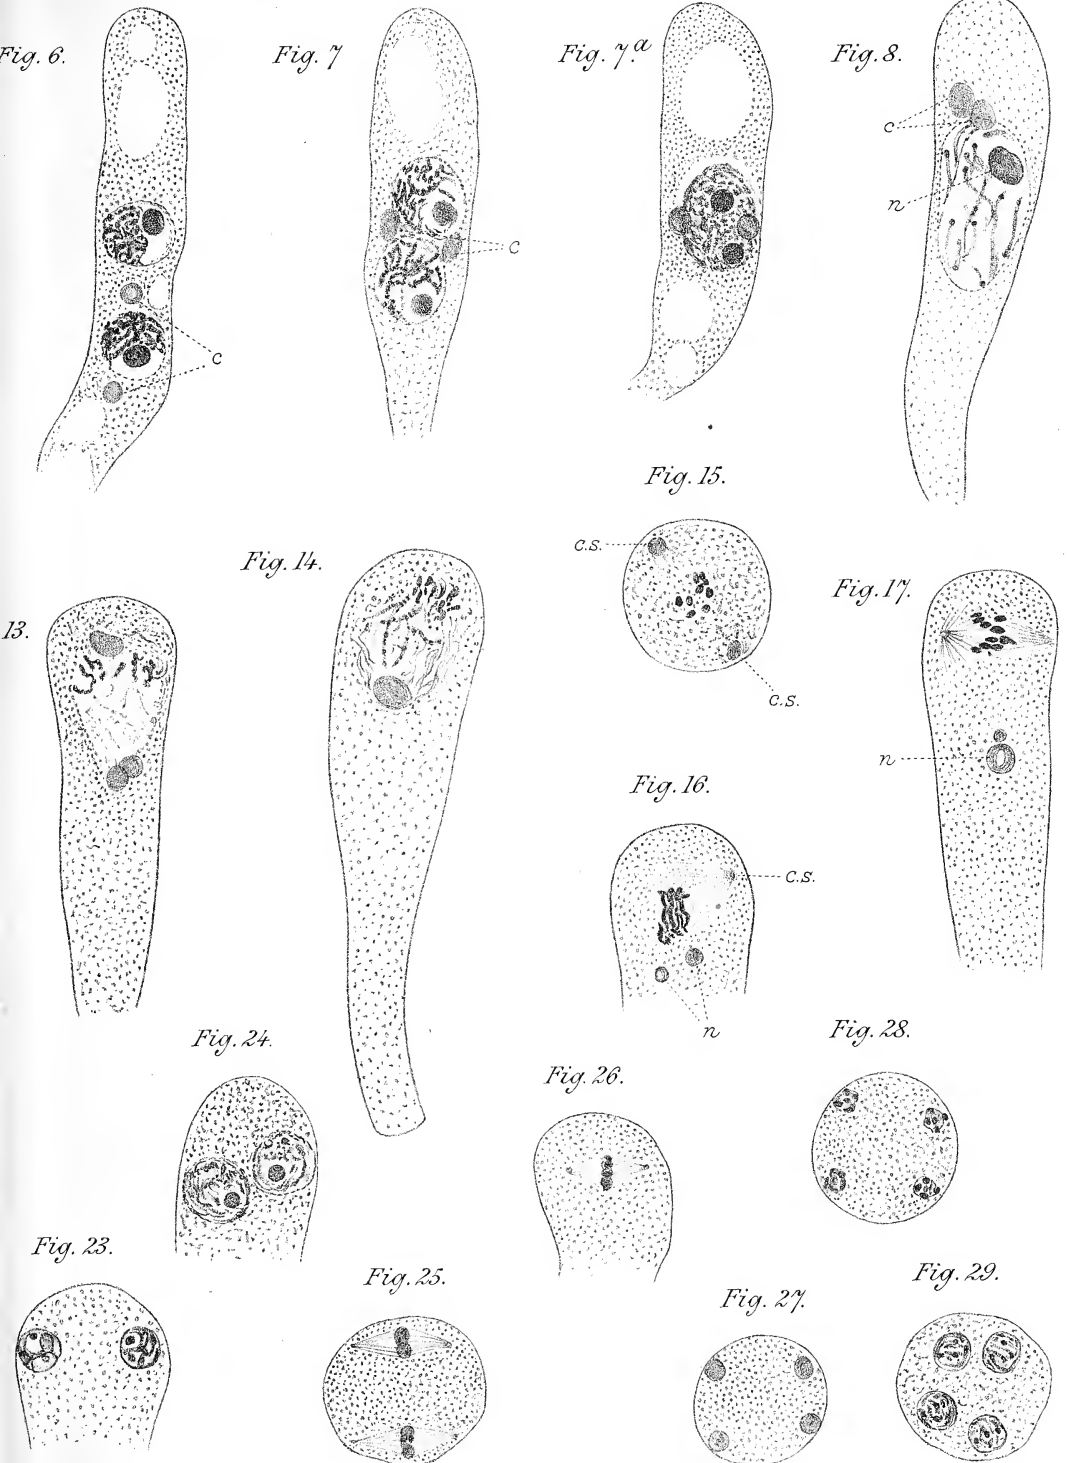 Fig. 6.
Fig. 7
Fig. 7.a
Fig. 8.
c
n
c
c
Fig. 15.
c.s.
Fig. 14.
Fig. 17.
13.
c.s.
n
Fig. 16.
c.s.
n
Fig. 24.
Fig. 28.
Fig. 26.
Fig. 23.
Fig. 25.
Fig. 29.
Fig. 27.